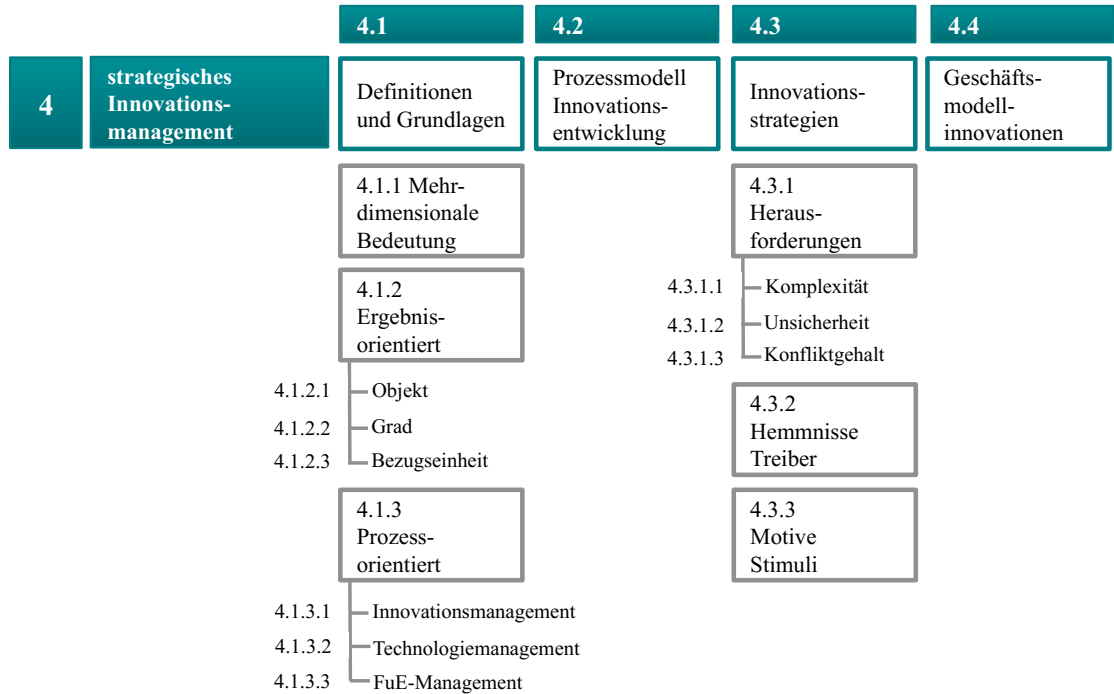 4.1
4.2
4.3
4.4
4
strategisches
Innovations-
management
Definitionen
und Grundlagen
Prozessmodell
Innovations-
entwicklung
Innovations-
strategien
Geschäfts-
modell-
innovationen
4.1.1 Mehr-
dimensionale
Bedeutung
4.1.2
Ergebnis-
orientiert
4.1.2.1 Objekt
4.1.2.2 Grad
4.1.2.3 Bezugseinheit
4.1.3
Prozess-
orientiert
4.1.3.1 Innovationsmanagement
4.1.3.2 Technologiemanagement
4.1.3.3 FuE-Management
4.3.1
Heraus-
forderungen
4.3.1.1 Komplexität
4.3.1.2 Unsicherheit
4.3.1.3 Konfliktgehalt
4.3.2
Hemmnisse
Treiber
4.3.3
Motive
Stimuli